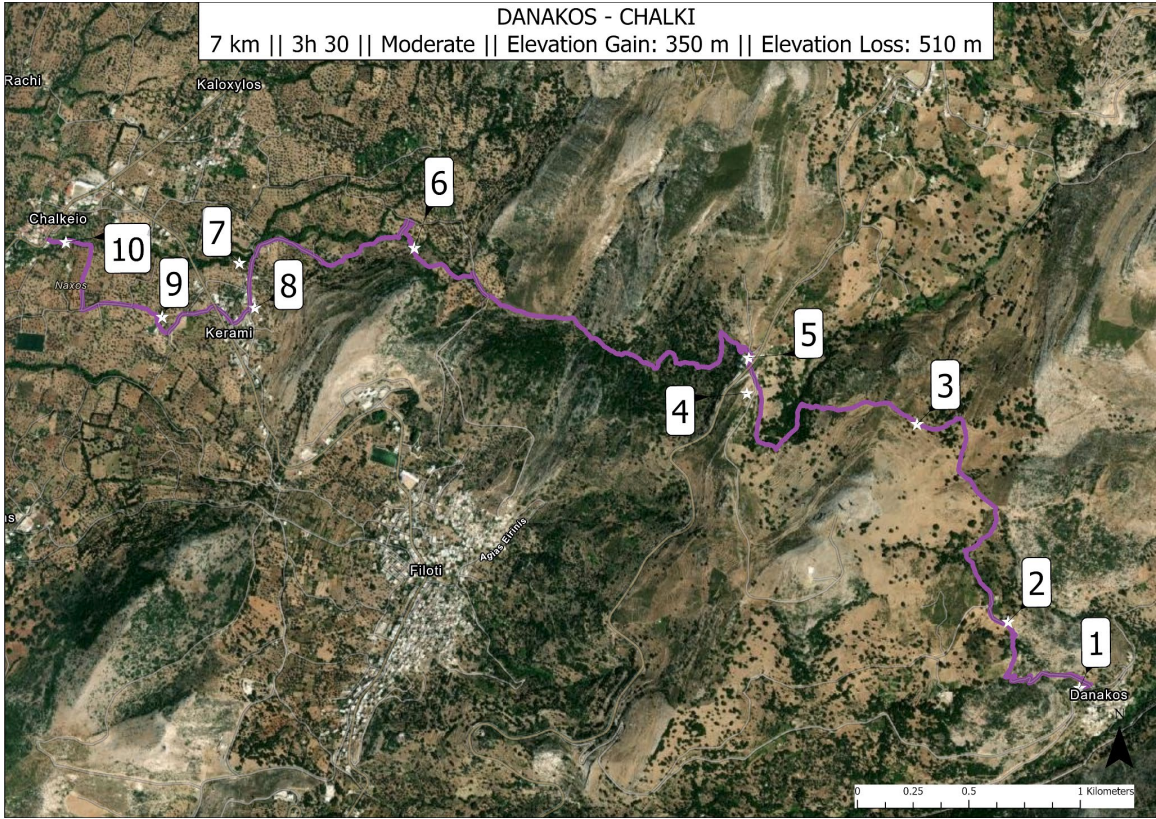 DANAKOS - CHALKI
7 km || 3h 30 || Moderate || Elevation Gain: 350 m || Elevation Loss: 510 m
Rachi
Kaloxylos
6
Chalkeio
7
10
8
9
Naxos
Kerami
5
4
3
ns
Agias Eirinis
Filoti
2
1
Danakos
N
0 0.25 0.5 1 Kilometers